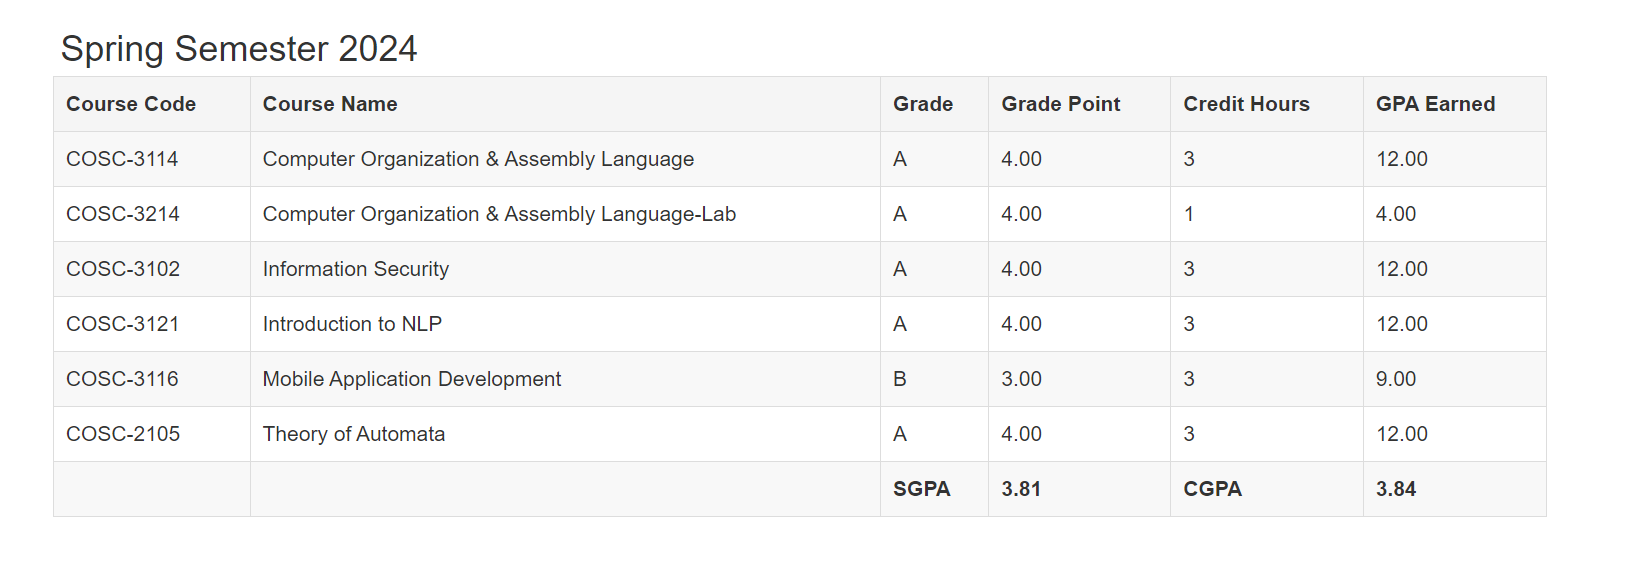 Spring Semester 2024
Course Code Course Name Grade Grade Point Credit Hours GPA Earned
COSC-3114 Computer Organization & Assembly Language A 4.00 3 12.00
COSC-3214 Computer Organization & Assembly Language-Lab A 4.00 1 4.00
COSC-3102 Information Security A 4.00 3 12.00
COSC-3121 Introduction to NLP A 4.00 3 12.00
COSC-3116 Mobile Application Development B 3.00 3 9.00
COSC-2105 Theory of Automata A 4.00 3 12.00
SGPA 3.81 CGPA 3.84